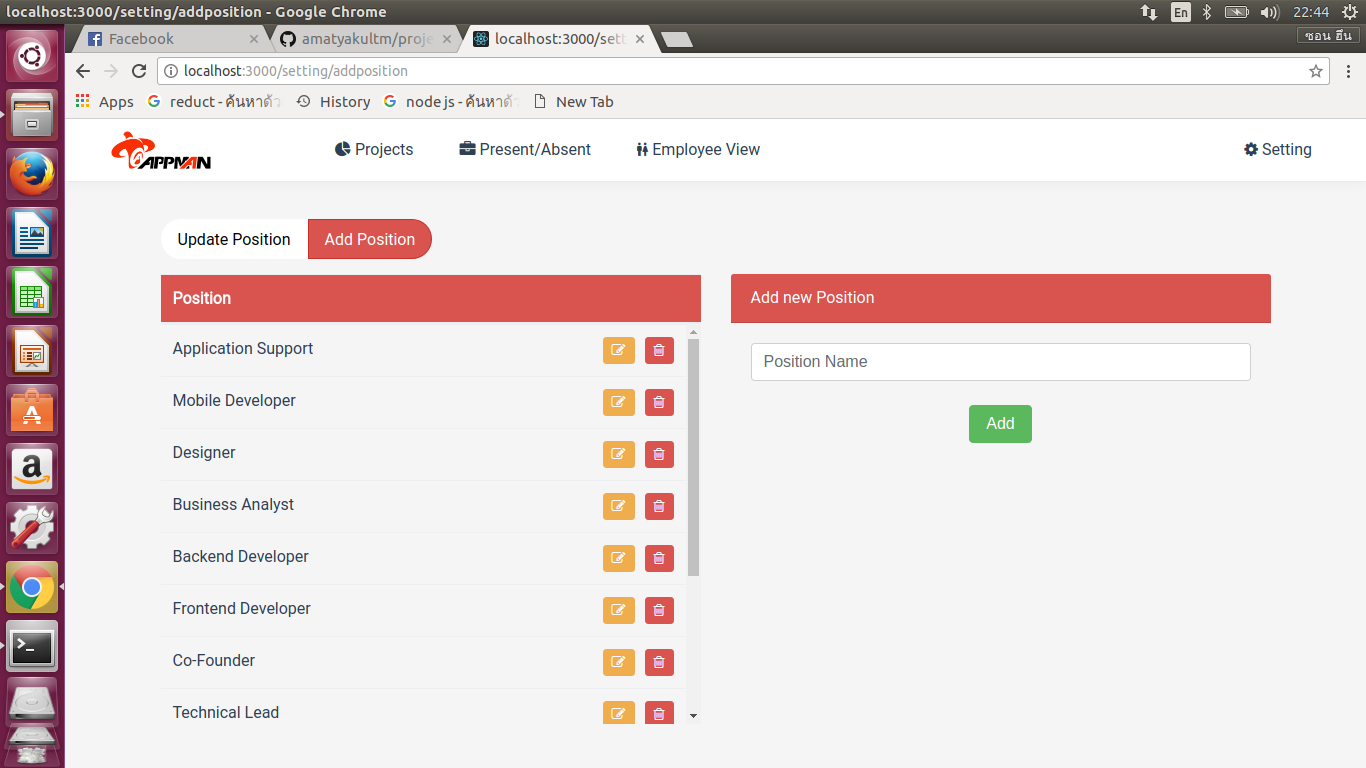 localhost:3000/setting/addposition - Google Chrome
En
22:44
Facebook
amatyakultm/proje
localhost:3000/sett
ซอน ฮึน
localhost:3000/setting/addposition
Apps
reduct - ค้นหาด้ว
History
node js - ค้นหาด้
New Tab
APPMAN
Projects
Present/Absent
Employee View
Setting
Update Position
Add Position
Position
Add new Position
Application Support
Position Name
Mobile Developer
Add
Designer
Business Analyst
Backend Developer
Frontend Developer
Co-Founder
Technical Lead